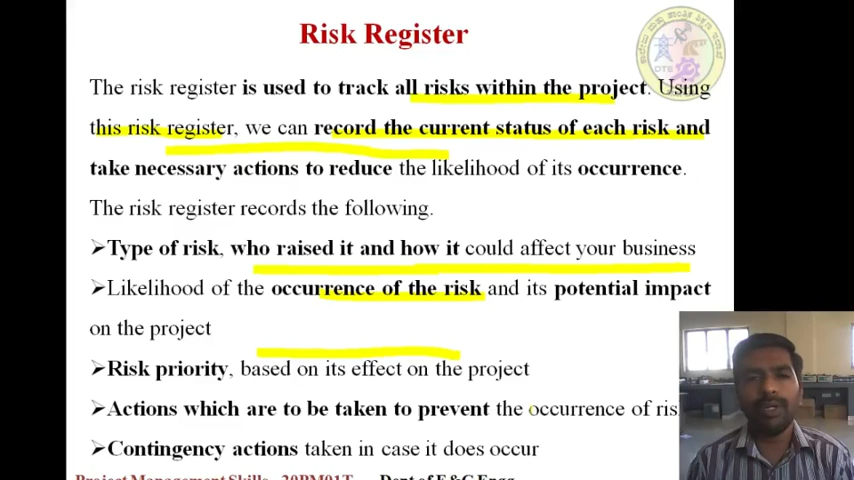 Risk Register
The risk register is used to track all risks within the project. Using
this risk register, we can record the current status of each risk and
take necessary actions to reduce the likelihood of its occurrence.
The risk register records the following.
➢Type of risk, who raised it and how it could affect your business
➢Likelihood of the occurrence of the risk and its potential impact
on the project
➢Risk priority, based on its effect on the project
➢Actions which are to be taken to prevent the occurrence of ris
➢Contingency actions taken in case it does occur
DTE